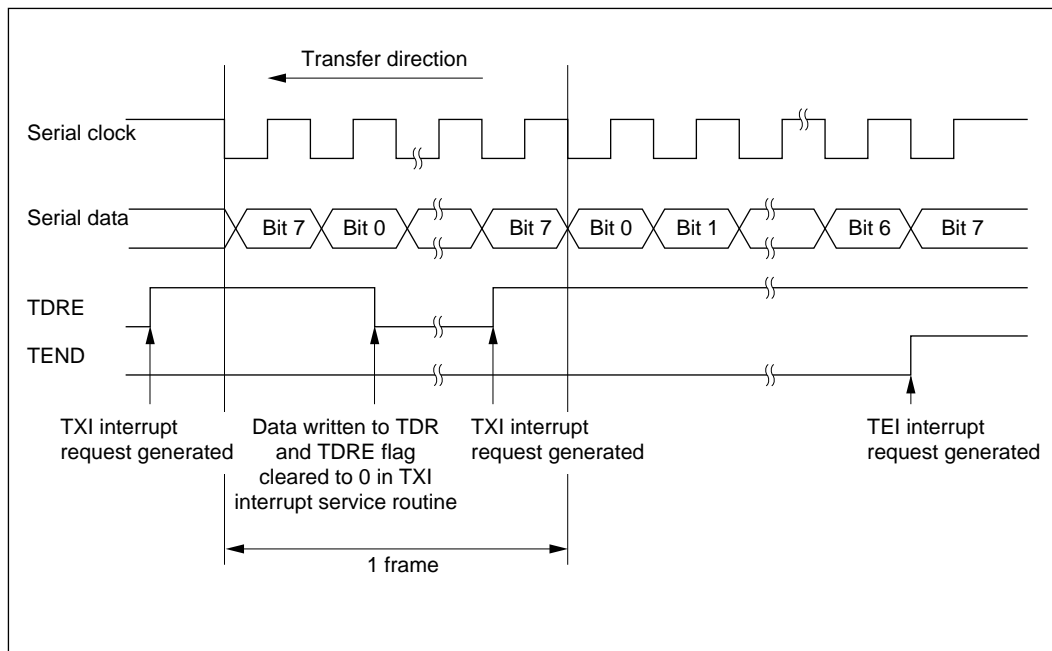 Transfer direction
Serial clock
Serial data
Bit 7
Bit 0
Bit 7
Bit 0
Bit 1
Bit 6
Bit 7
TDRE
TEND
TXI interrupt
request generated
Data written to TDR
and TDRE flag
cleared to 0 in TXI
interrupt service routine
TXI interrupt
request generated
TEI interrupt
request generated
1 frame